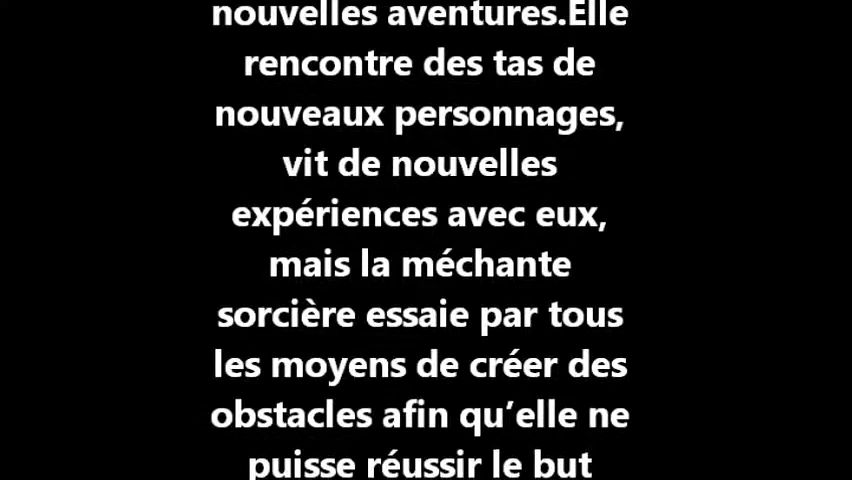 nouvelles aventures.Elle
rencontre des tas de
nouveaux personnages,
vit de nouvelles
expériences avec eux,
mais la méchante
sorcière essaie par tous
les moyens de créer des
obstacles afin qu’elle ne
puisse réussir le but